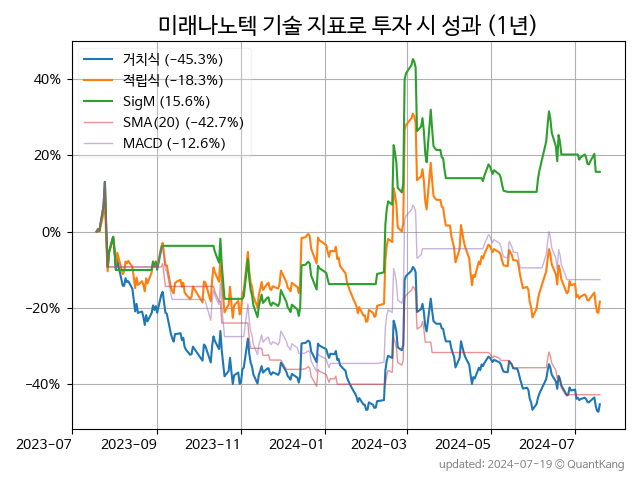 미래나노텍 기술 지표로 투자 시 성과 (1년)
거치식 (−45.3%)
적립식 (−18.3%)
SigM (15.6%)
SMA(20) (−42.7%)
MACD (−12.6%)
40%
20%
0%
−20%
−40%
2023-07 2023-09 2023-11 2024-01 2024-03 2024-05 2024-07
updated: 2024-07-19 © QuantKang